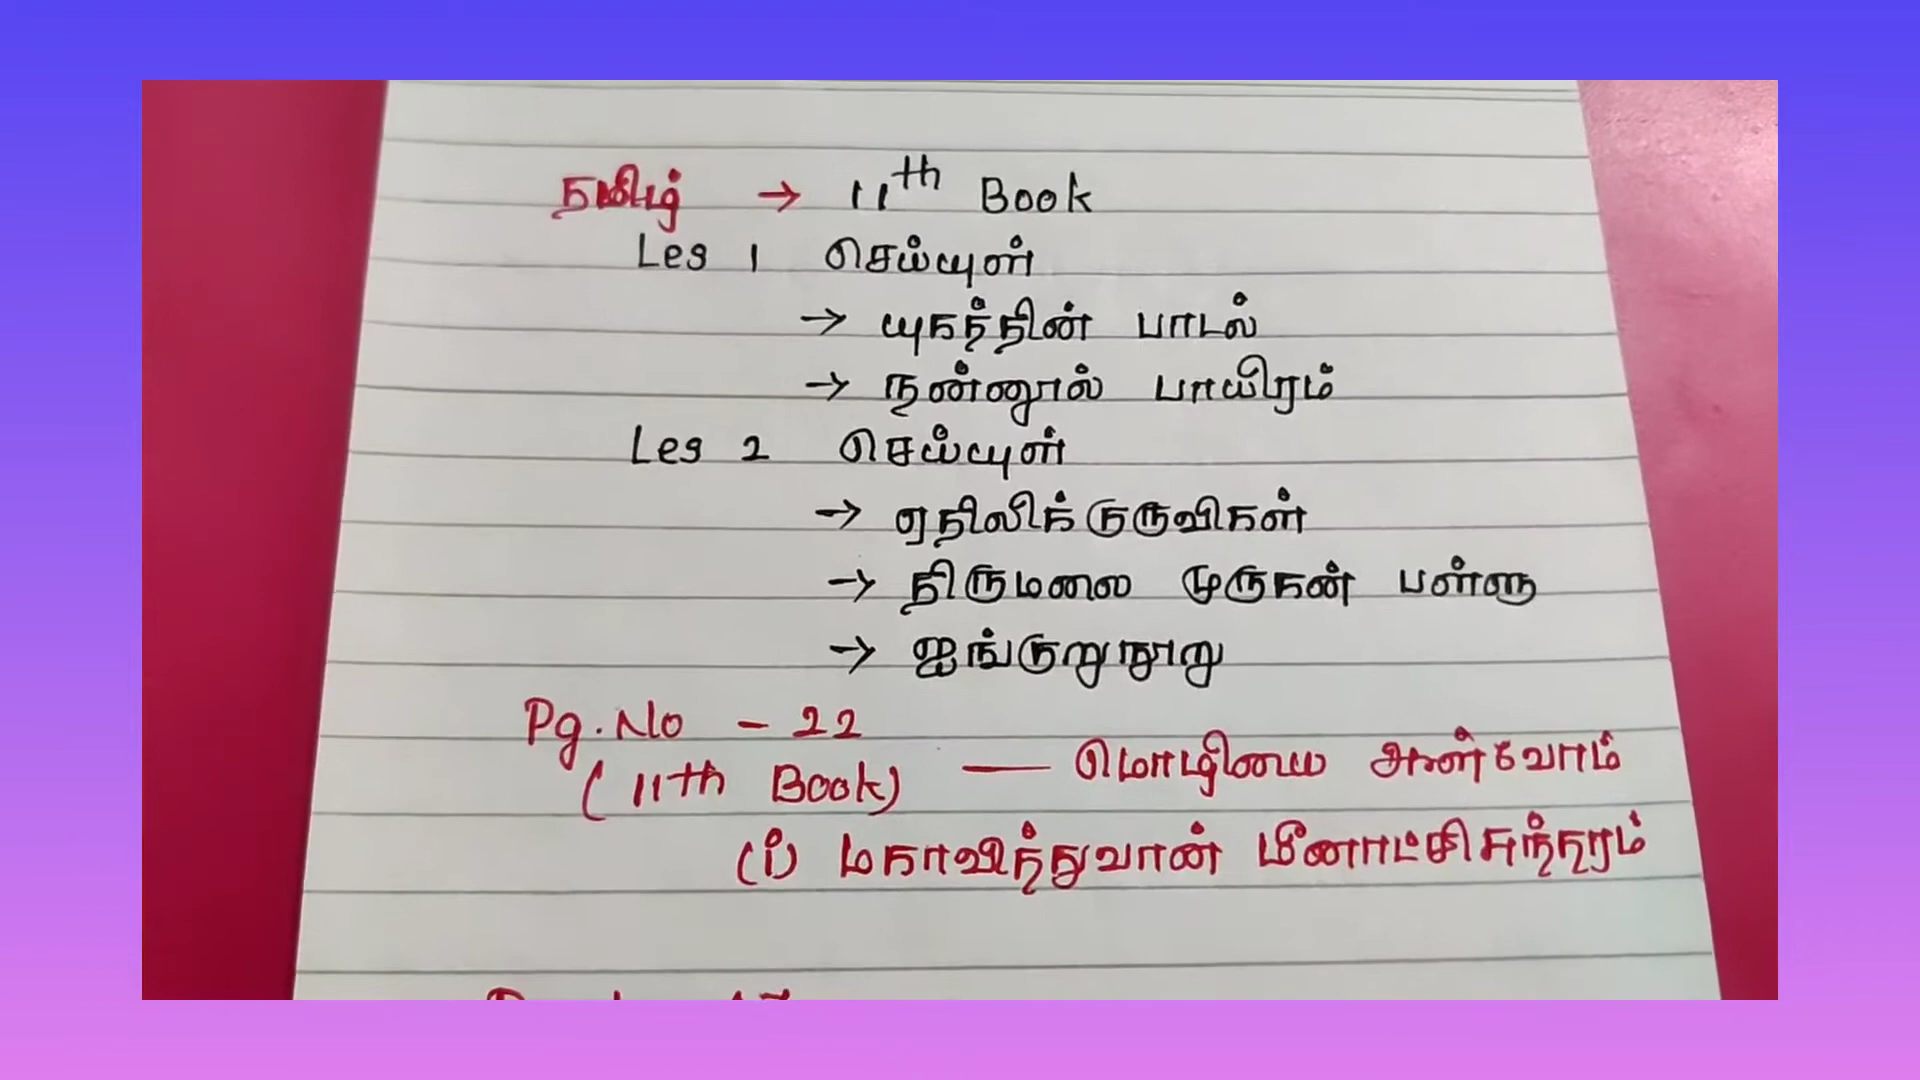 தமிழ் → 11th Book
Les 1 செய்யுள்
→ யுகத்தின் பாடல்
→ நன்னூல் பாயிரம்
Les 2 செய்யுள்
→ ஏதிலிக் குருவிகள்
→ திருமலை முருகன் பள்ளு
→ ஐங்குறுநூறு
Pg. No - 22
(11th Book) — மொழியை ஆள்வோம்
(i) மகாவித்துவான் மீனாட்சிசுந்தரம்